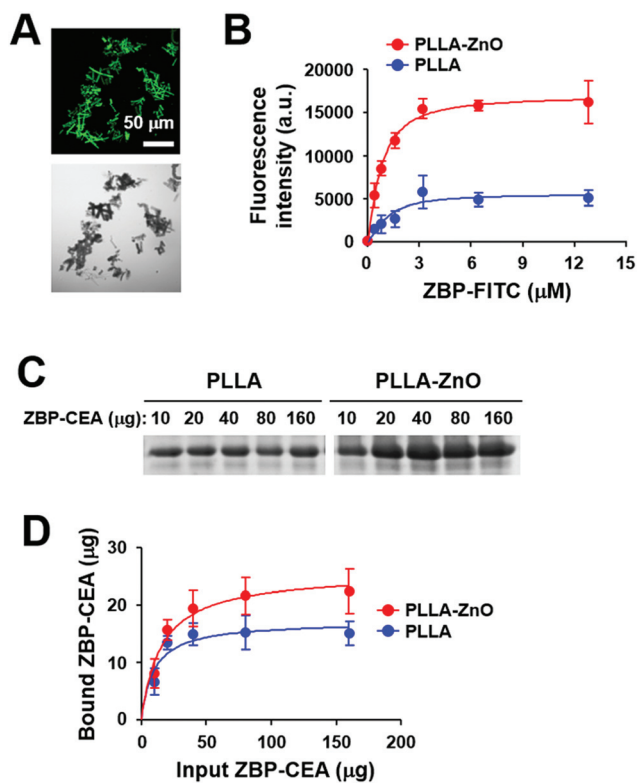 A
50 μm
B
PLLA-ZnO
PLLA
20000
15000
10000
5000
0
Fluorescence
intensity (a.u.)
0 3 6 9 12 15
ZBP-FITC (μM)
C
PLLA PLLA-ZnO
ZBP-CEA (μg): 10 20 40 80 160 10 20 40 80 160
D
30
20
10
0
Bound ZBP-CEA (μg)
PLLA-ZnO
PLLA
0 50 100 150 200
Input ZBP-CEA (μg)